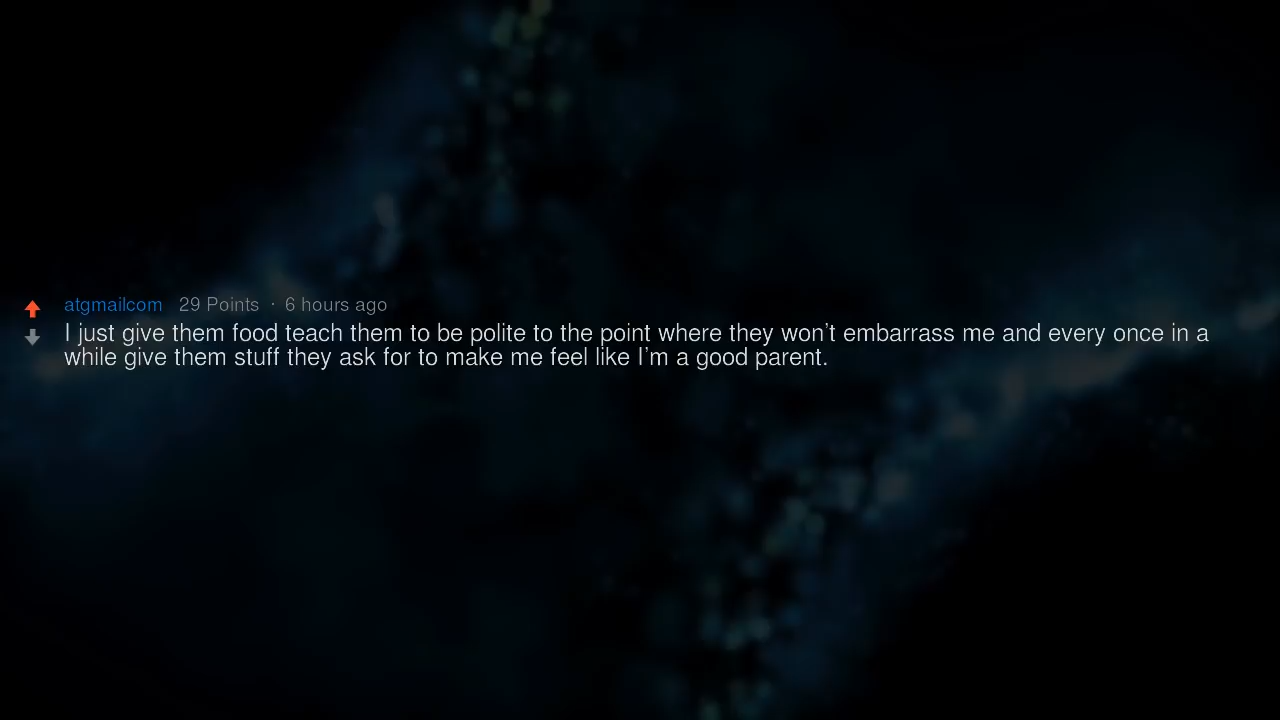 atgmailcom 29 Points · 6 hours ago
I just give them food teach them to be polite to the point where they won't embarrass me and every once in a
while give them stuff they ask for to make me feel like I'm a good parent.